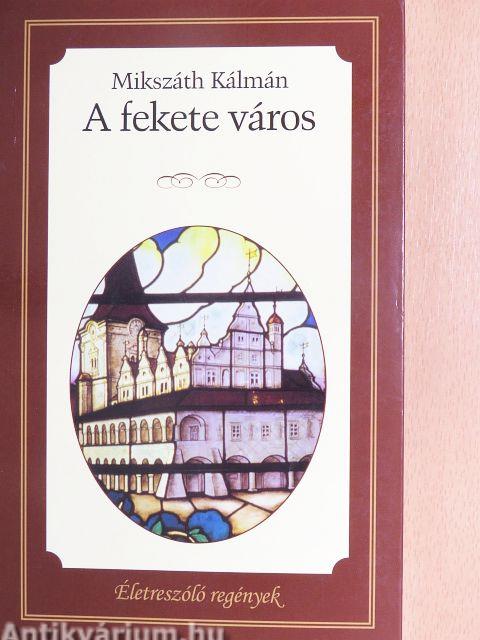 Mikszáth Kálmán
A fekete város
Életreszóló regények
Antikvárium.hu